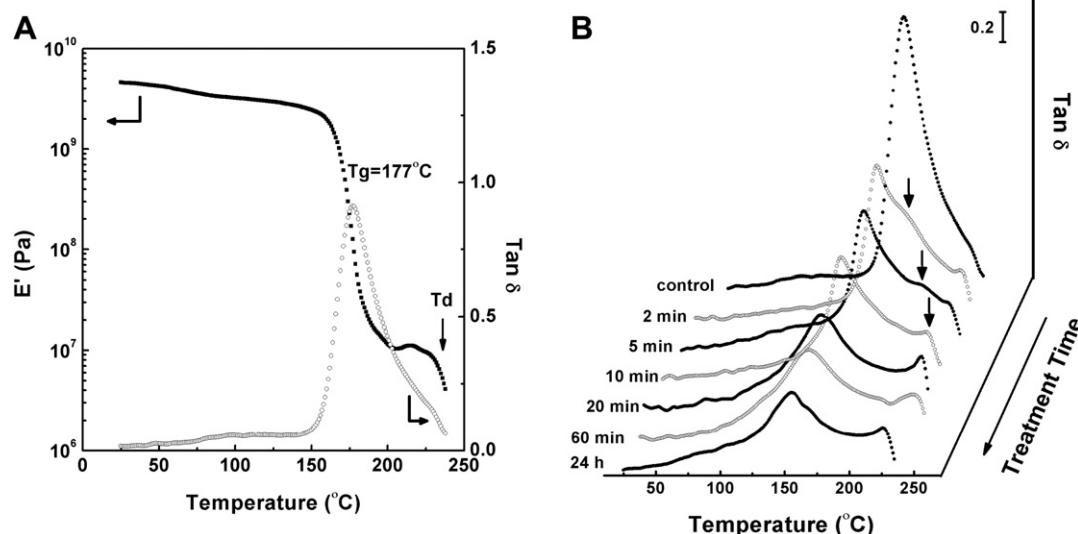 A
10^10
10^9
10^8
10^7
10^6
E' (Pa)
1.5
1.0
0.5
0.0
Tan δ
Tg=177°C
Td
0 50 100 150 200 250
Temperature (°C)
B
0.2
Tan δ
control
2 min
5 min
10 min
20 min
60 min
24 h
Treatment Time
50 100 150 200 250
Temperature (°C)